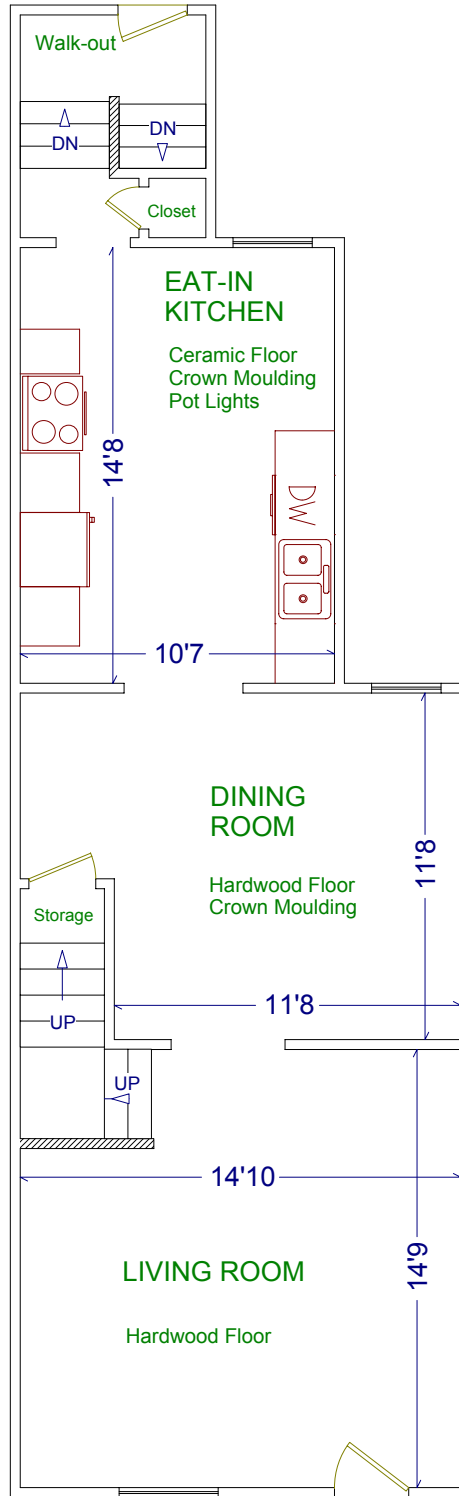 Walk-out
DN
DN
Closet
EAT-IN
KITCHEN
Ceramic Floor
Crown Moulding
Pot Lights
14'8
DW
10'7
DINING
ROOM
11'8
Hardwood Floor
Crown Moulding
Storage
11'8
UP
UP
14'10
14'9
LIVING ROOM
Hardwood Floor